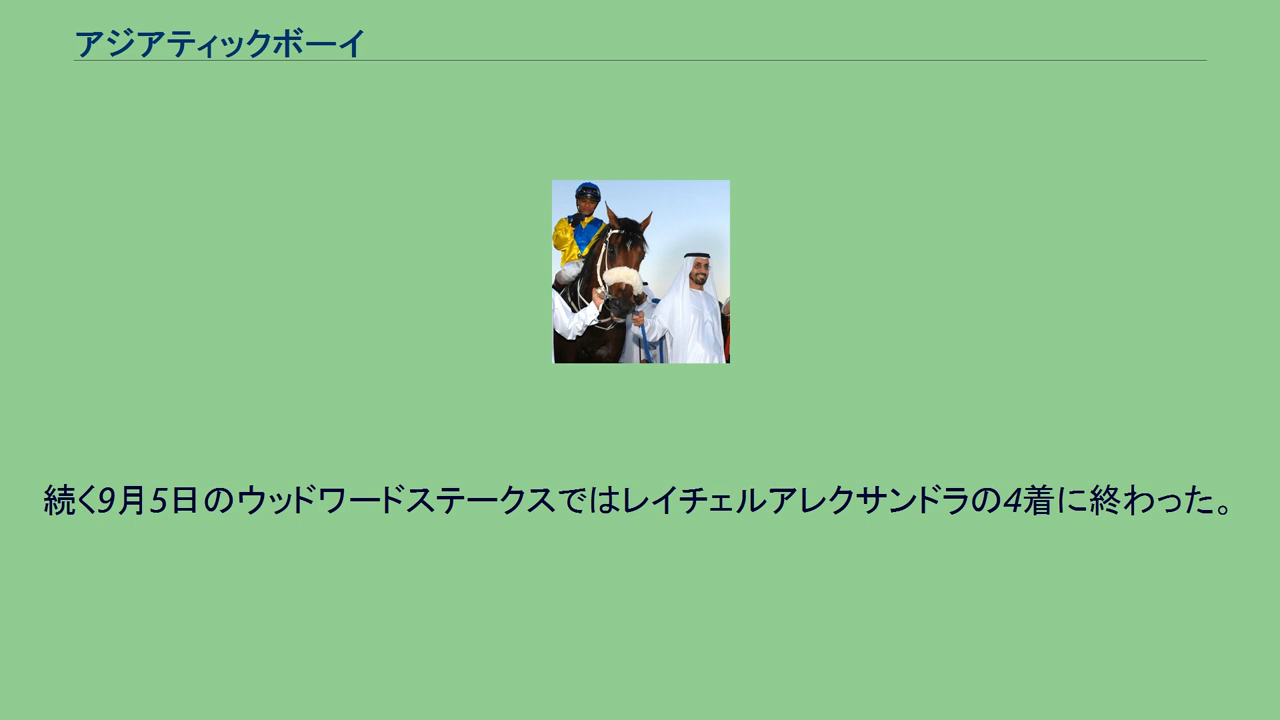 アジアティックボーイ
続く9月5日のウッドワードステークスではレイチェルアレクサンドラの4着に終わった。